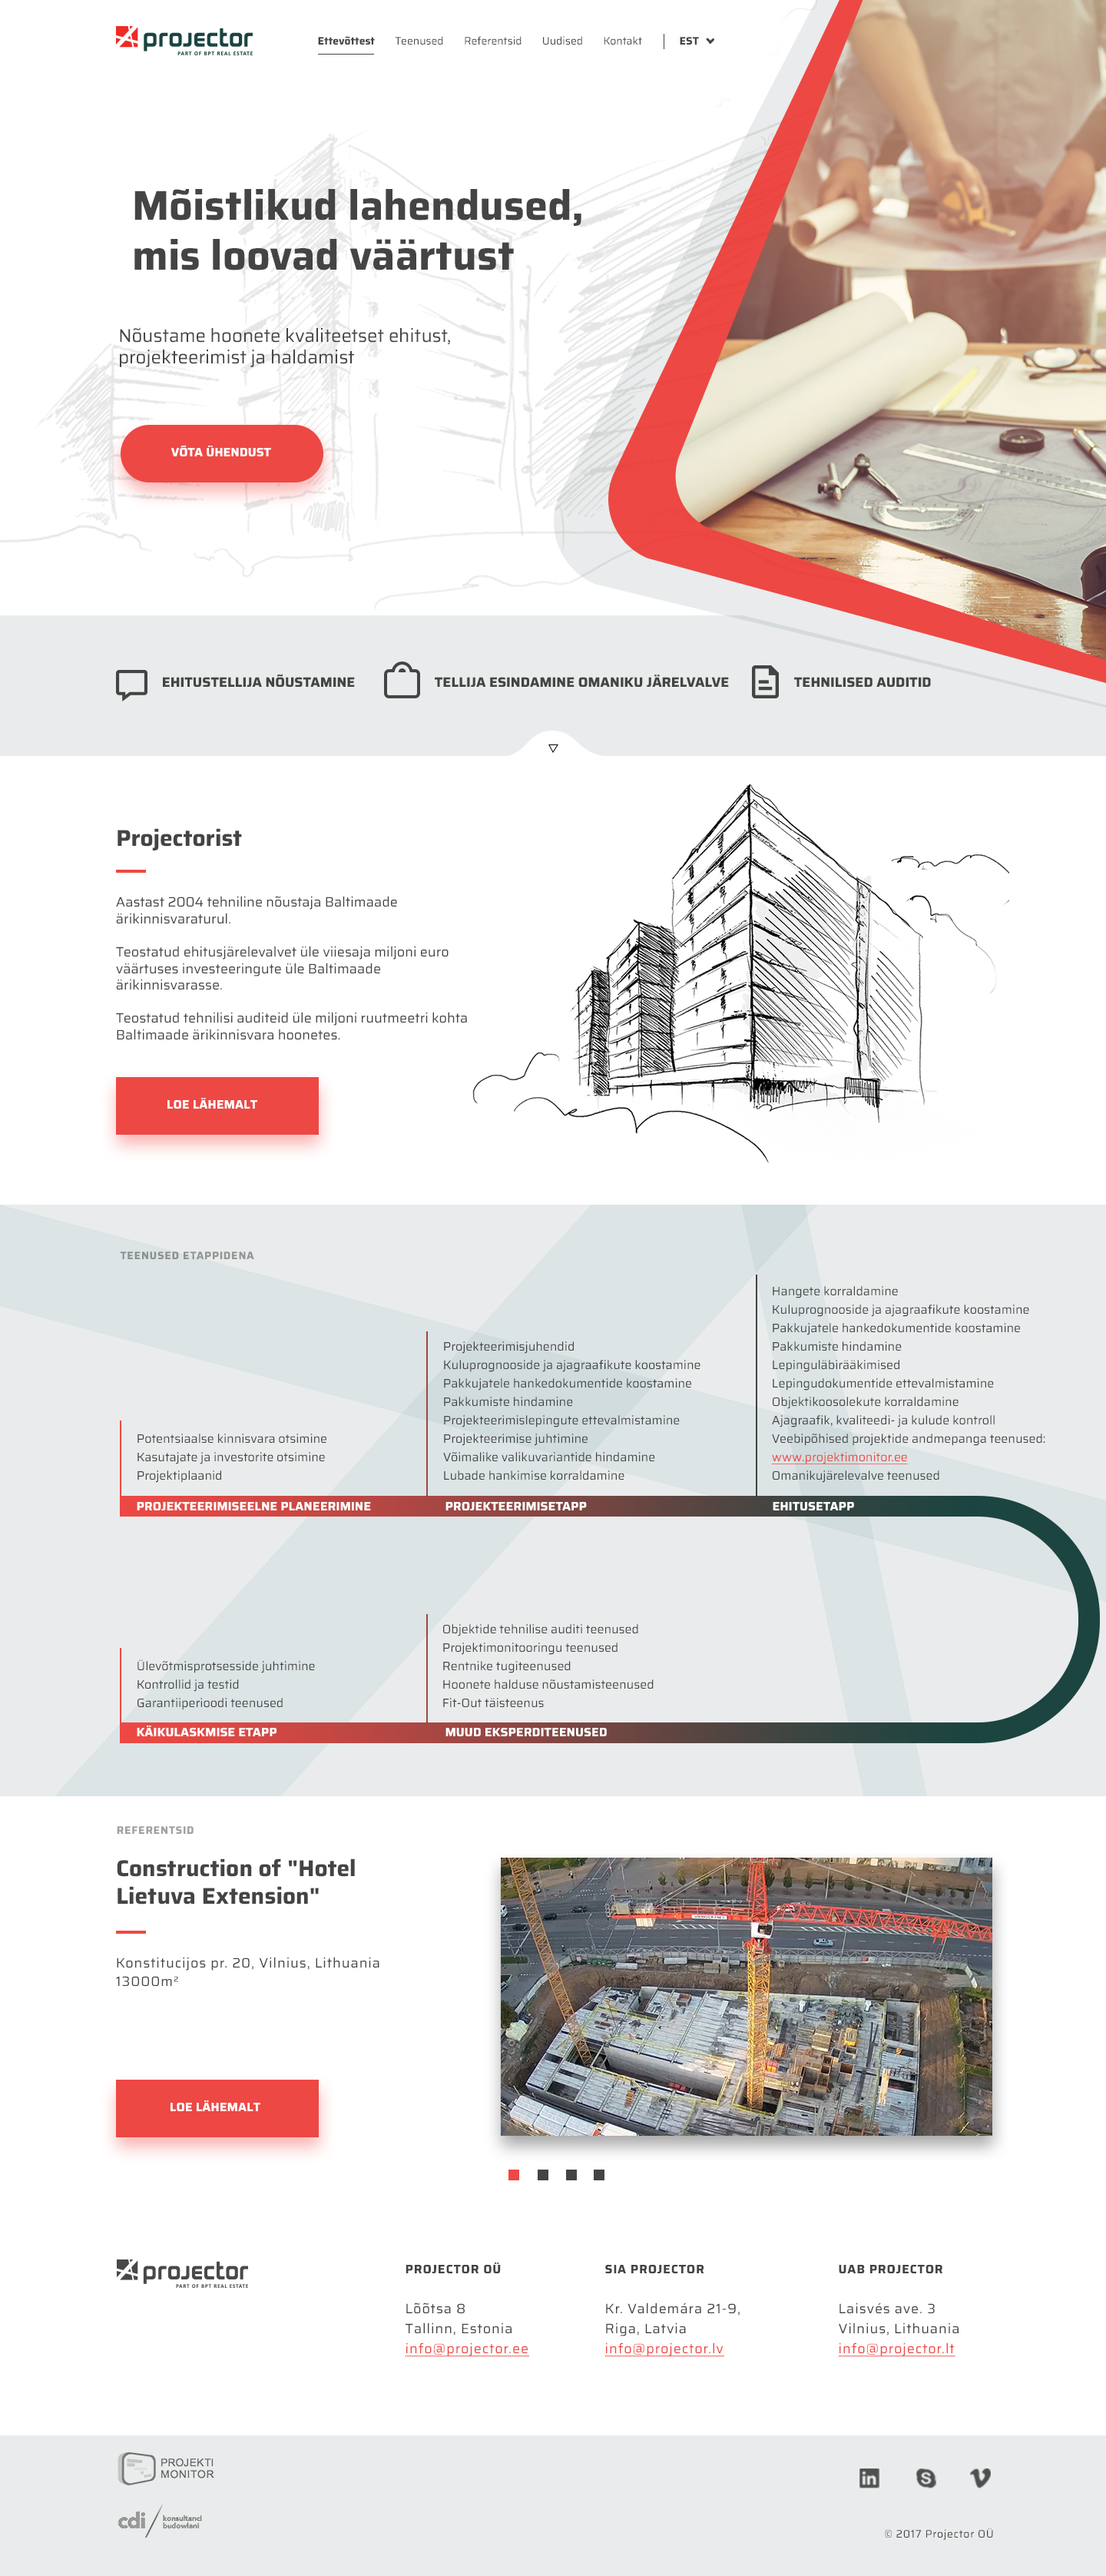 projector
PART OF BPT REAL ESTATE
Ettevõttest
Teenused
Referentsid
Uudised
Kontakt
EST
Mõistlikud lahendused,
mis loovad väärtust
Nõustame hoonete kvaliteetset ehitust,
projekteerimist ja haldamist
VÕTA ÜHENDUST
EHITUSTELLIJA NÕUSTAMINE
TELLIJA ESINDAMINE OMANIKU JÄRELVALVE
TEHNILISED AUDITID
Projectorist
Aastast 2004 tehniline nõustaja Baltimaade
ärikinnisvaraturul.
Teostatud ehitusjärelevalvet üle viiesaja miljoni euro
väärtuses investeeringute üle Baltimaade
ärikinnisvarasse.
Teostatud tehnilisi auditeid üle miljoni ruutmeetri kohta
Baltimaade ärikinnisvara hoonetes.
LOE LÄHEMALT
TEENUSED ETAPPIDENA
Potentsiaalse kinnisvara otsimine
Kasutajate ja investorite otsimine
Projektiplaanid
PROJEKTEERIMISEELNE PLANEERIMINE
Projekteerimisjuhendid
Kuluprognooside ja ajagraafikute koostamine
Pakkujatele hankedokumentide koostamine
Pakkumiste hindamine
Projekteerimislepingute ettevalmistamine
Projekteerimise juhtimine
Võimalike valikuvariantide hindamine
Lubade hankimise korraldamine
PROJEKTEERIMISETAPP
Hangete korraldamine
Kuluprognooside ja ajagraafikute koostamine
Pakkujatele hankedokumentide koostamine
Pakkumiste hindamine
Lepinguläbirääkimised
Lepingudokumentide ettevalmistamine
Objektikoosolekute korraldamine
Ajagraafik, kvaliteedi- ja kulude kontroll
Veebipõhised projektide andmepanga teenused:
www.projektimonitor.ee
Omanikujärelevalve teenused
EHITUSETAPP
Ülevõtmisprotsesside juhtimine
Kontrollid ja testid
Garantiiperioodi teenused
KÄIKULASKMISE ETAPP
Objektide tehnilise auditi teenused
Projektimonitooringu teenused
Rentnike tugiteenused
Hoonete halduse nõustamisteenused
Fit-Out täisteenus
MUUD EKSPERDITEENUSED
REFERENTSID
Construction of "Hotel
Lietuva Extension"
Konstitucijos pr. 20, Vilnius, Lithuania
13000m²
LOE LÄHEMALT
projector
PART OF BPT REAL ESTATE
PROJECTOR OÜ
Lõõtsa 8
Tallinn, Estonia
info@projector.ee
SIA PROJECTOR
Kr. Valdemára 21-9,
Riga, Latvia
info@projector.lv
UAB PROJECTOR
Laisvés ave. 3
Vilnius, Lithuania
info@projector.lt
PROJEKTI
MONITOR
cdi konsultanci
budowlani
in
© 2017 Projector OÜ